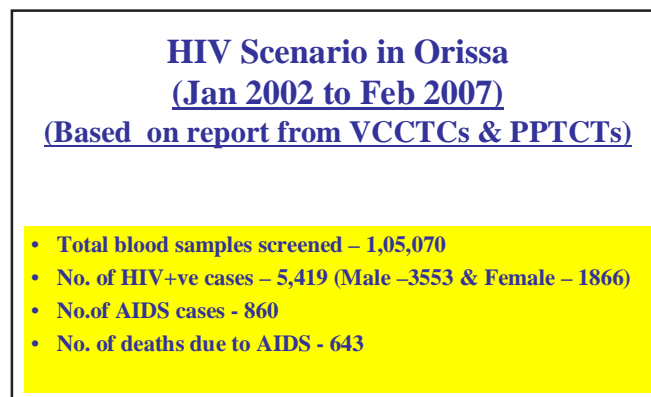 HIV Scenario in Orissa
(Jan 2002 to Feb 2007)
(Based on report from VCCTCs & PPTCTs)
• Total blood samples screened – 1,05,070
• No. of HIV+ve cases – 5,419 (Male –3553 & Female – 1866)
• No.of AIDS cases - 860
• No. of deaths due to AIDS - 643